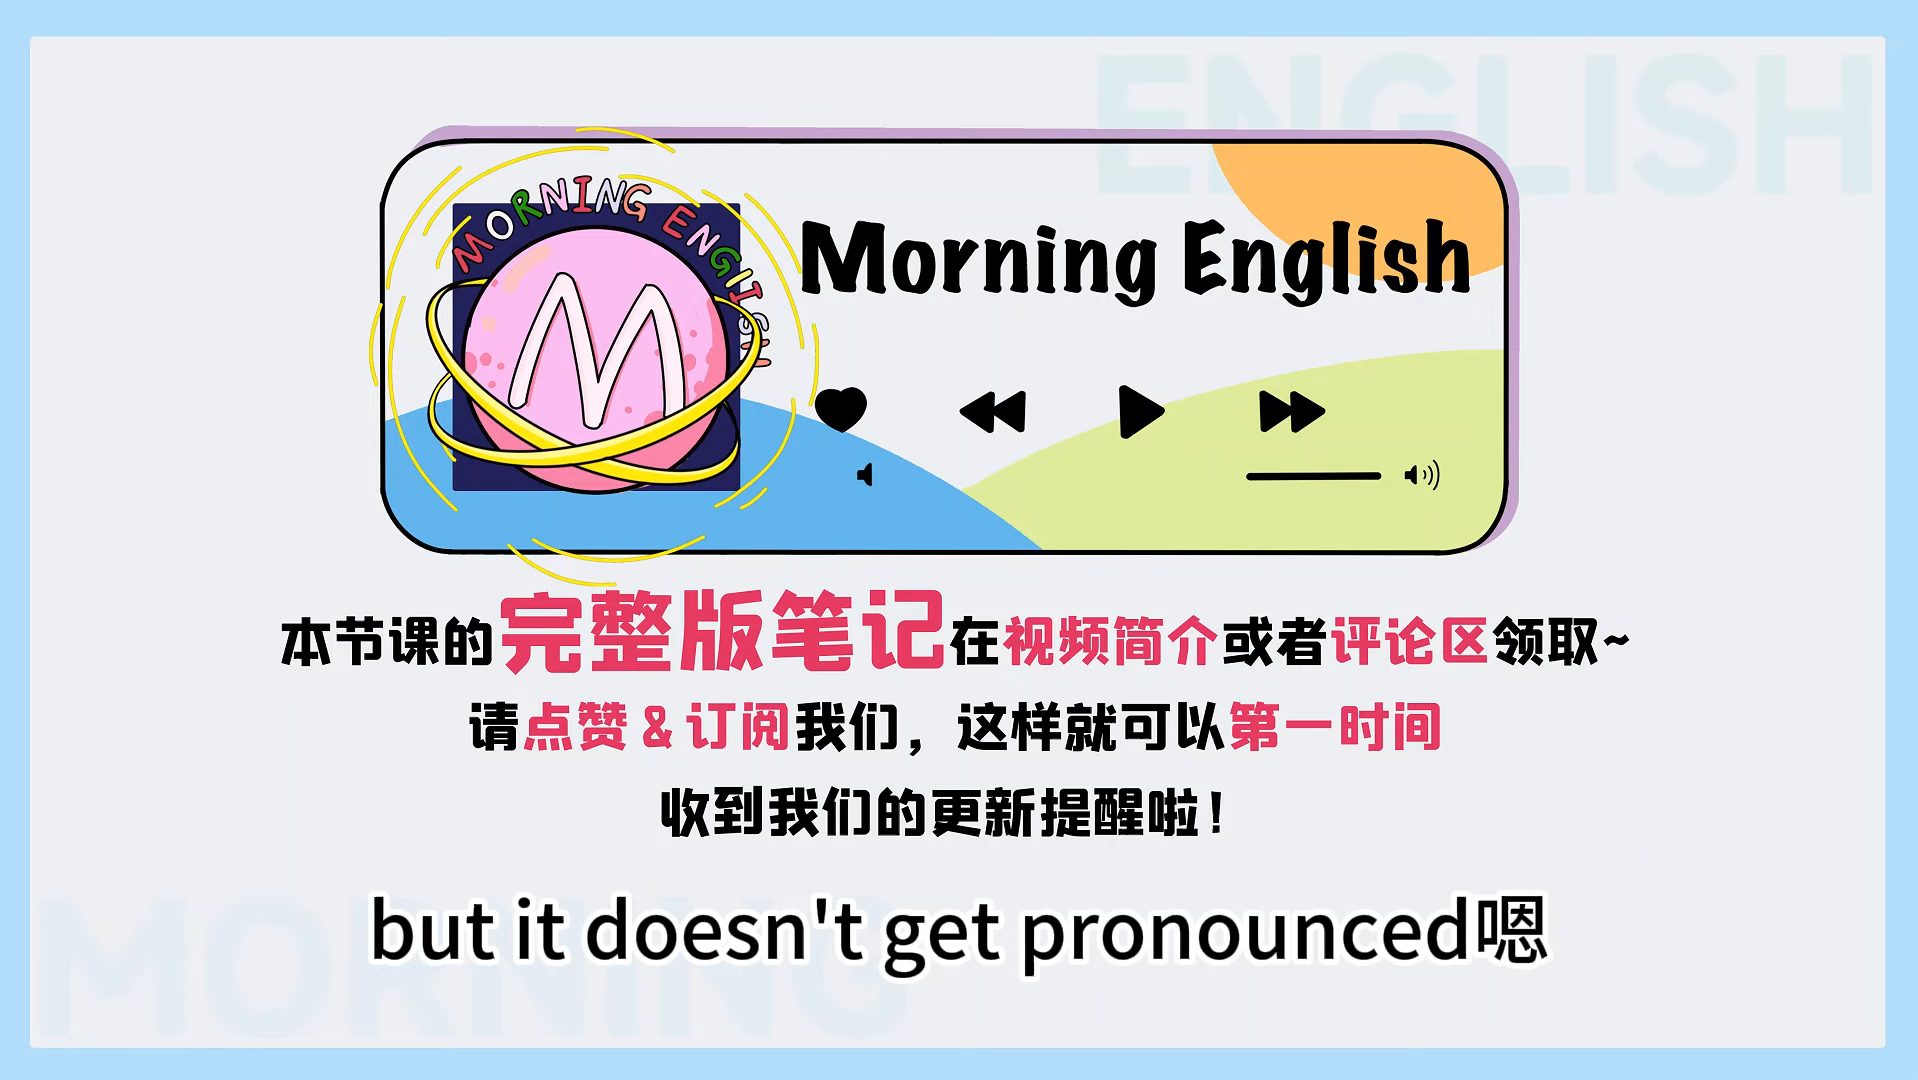 ENGLISH
MORNING ENGLISH
M
Morning English
本节课的完整版笔记在视频简介或者评论区领取~
请点赞&订阅我们，这样就可以第一时间
收到我们的更新提醒啦！
but it doesn't get pronounced嗯
MORNING